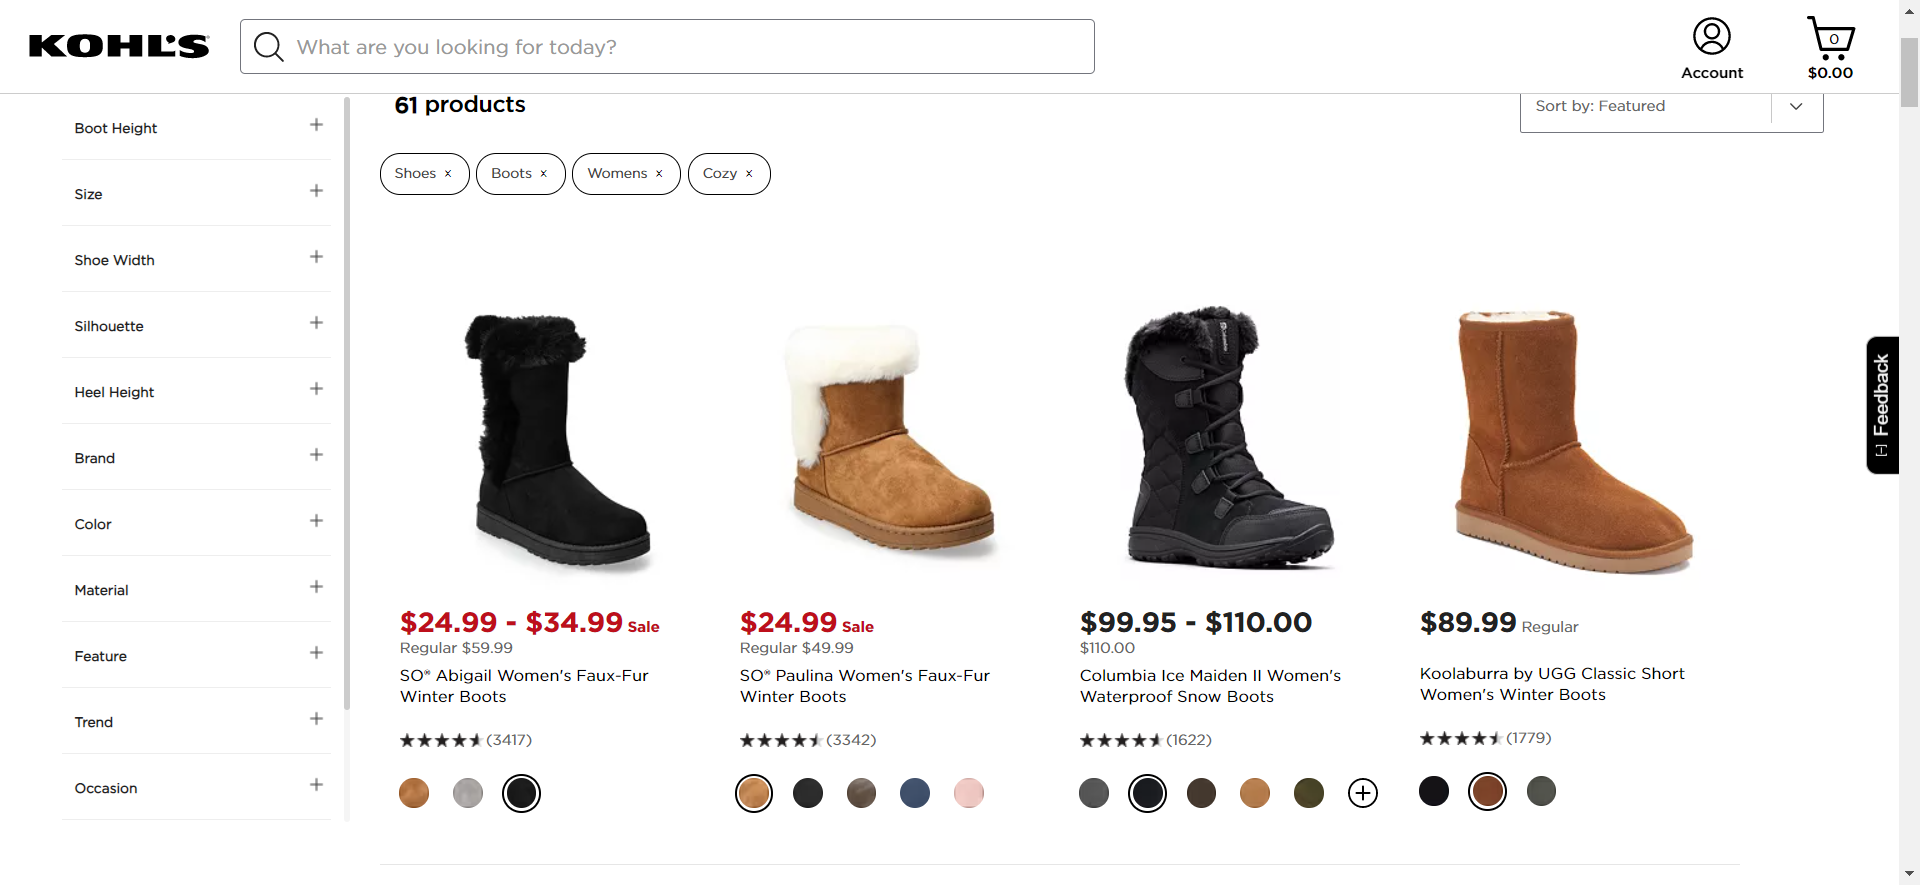 KOHL'S
What are you looking for today?
Account
0
$0.00
61 products
Sort by: Featured
Shoes x
Boots x
Womens x
Cozy x
Boot Height
Size
Shoe Width
Silhouette
Heel Height
Brand
Color
Material
Feature
Trend
Occasion
$24.99 - $34.99 Sale
Regular $59.99
SO® Abigail Women's Faux-Fur
Winter Boots
(3417)
$24.99 Sale
Regular $49.99
SO® Paulina Women's Faux-Fur
Winter Boots
(3342)
$99.95 - $110.00
$110.00
Columbia Ice Maiden II Women's
Waterproof Snow Boots
(1622)
$89.99 Regular
Koolaburra by UGG Classic Short
Women's Winter Boots
(1779)
[-] Feedback